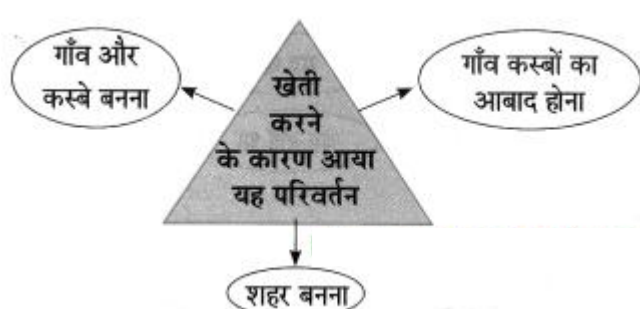 गाँव और
कस्बे बनना
खेती
करने
के कारण आया
यह परिवर्तन
गाँव कस्बों का
आबाद होना
शहर बनना